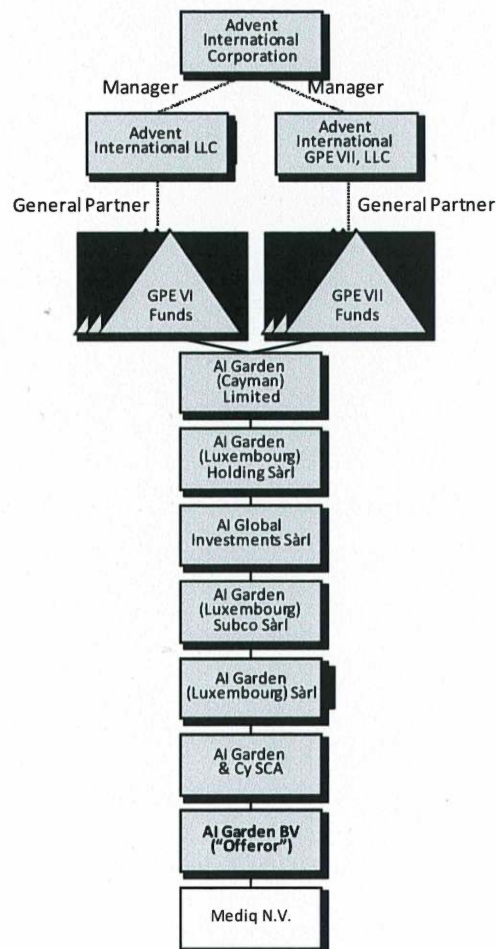 Advent
International
Corporation
Manager
Manager
Advent
International LLC
Advent
International
GPE VII, LLC
General Partner
General Partner
GPE VI
Funds
GPE VII
Funds
AI Garden
(Cayman)
Limited
AI Garden
(Luxembourg)
Holding Sàrl
AI Global
Investments Sàrl
AI Garden
(Luxembourg)
Subco Sàrl
AI Garden
(Luxembourg) Sàrl
AI Garden
& Cy SCA
AI Garden BV
("Offeror")
Mediq N.V.